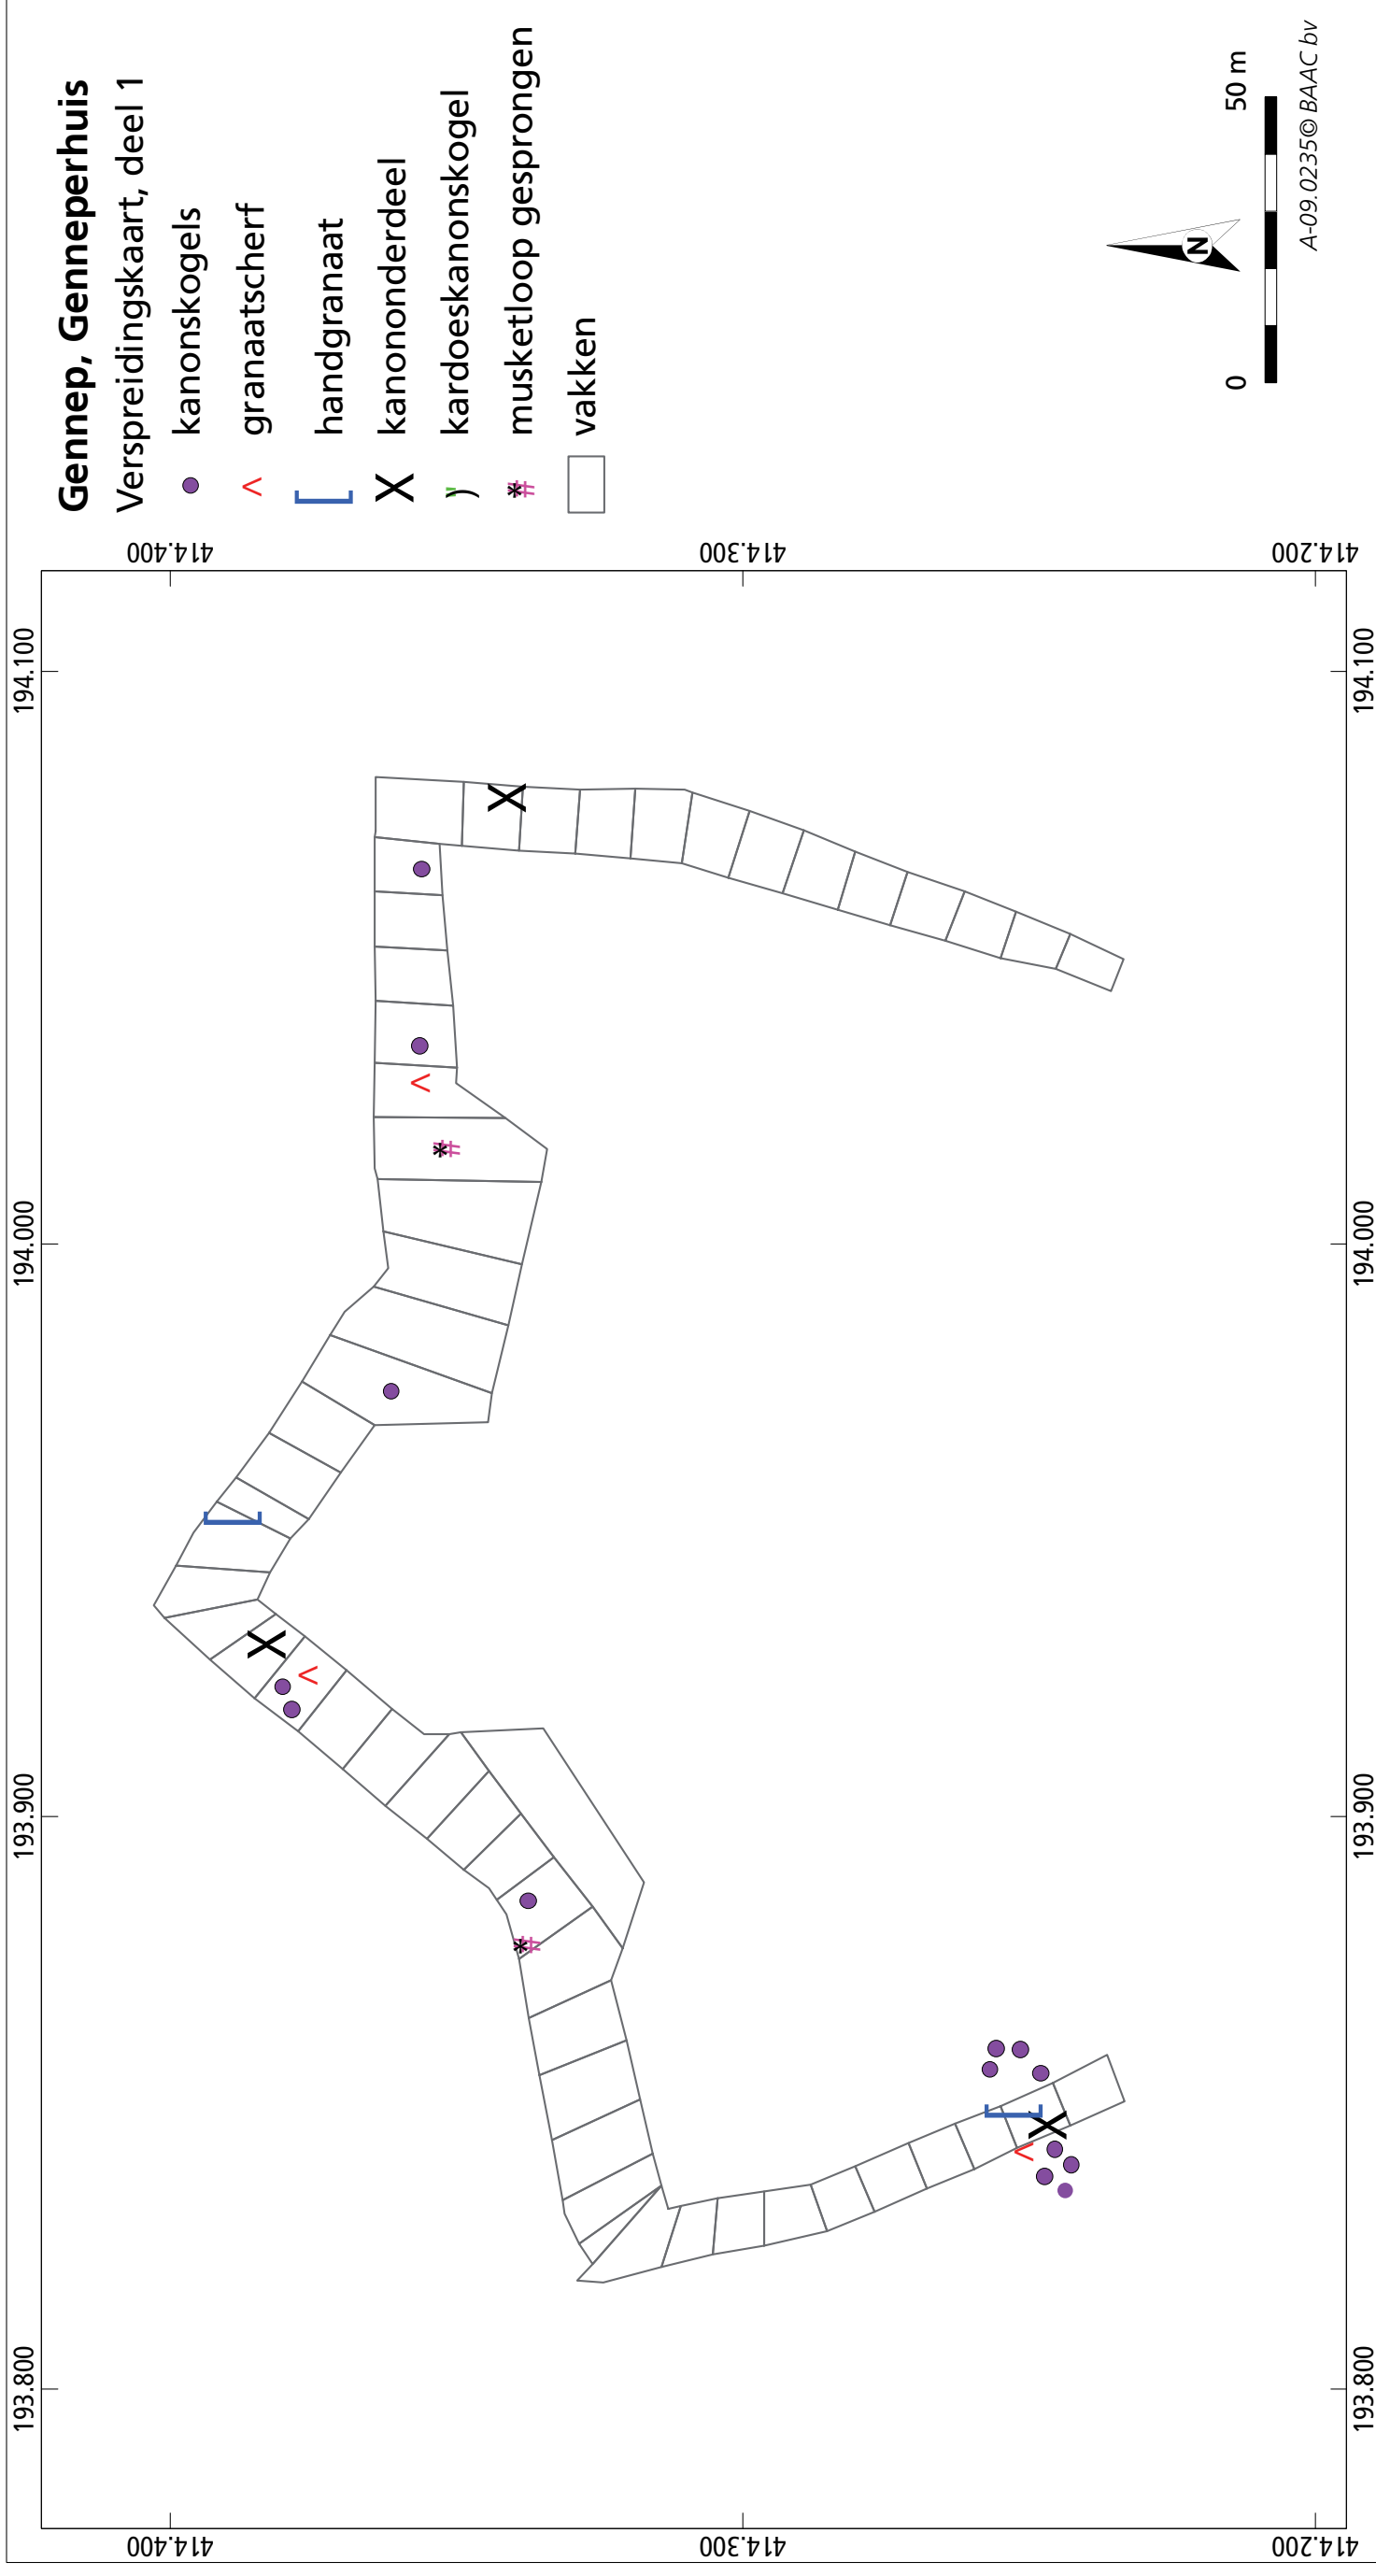 Gennep, Genneperhuis
Verspreidingskaart, deel 1
kanonskogels
< granaatscherf
[ handgranaat
X kanononderdeel
kardoeskanonskogel
*# musketloop gesprongen
vakken
N
0 50 m
A-09.0235© BAAC bv
193.800 193.900 194.000 194.100
414.400 414.400
414.300 414.300
414.200 414.200
193.800 193.900 194.000 194.100